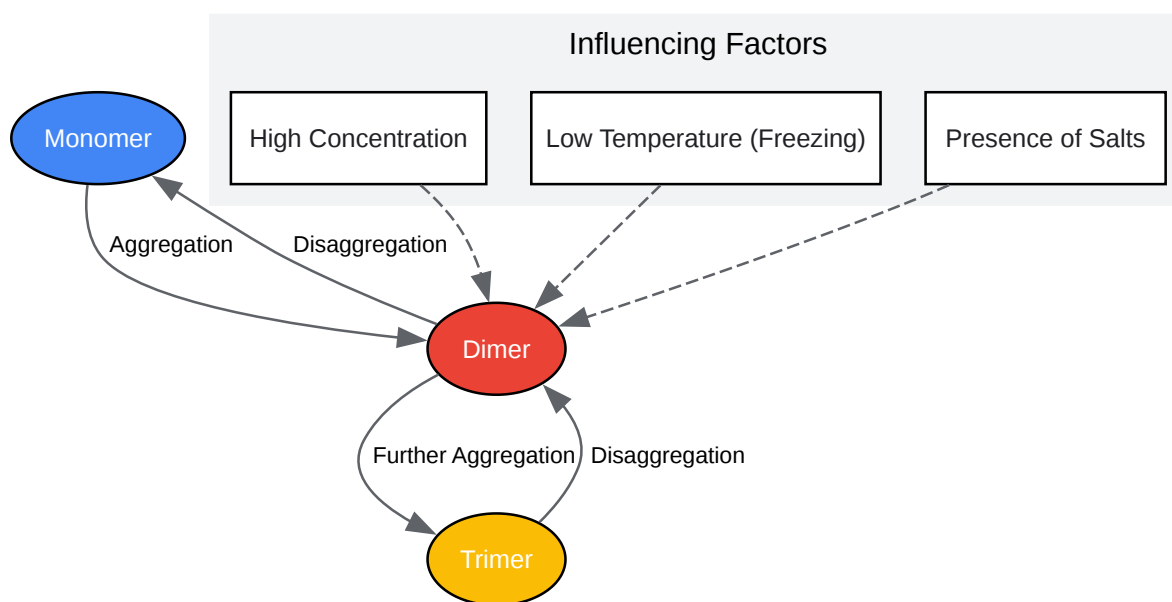 Influencing Factors
Monomer
High Concentration
Low Temperature (Freezing)
Presence of Salts
Aggregation
Disaggregation
Dimer
Further Aggregation
Disaggregation
Trimer